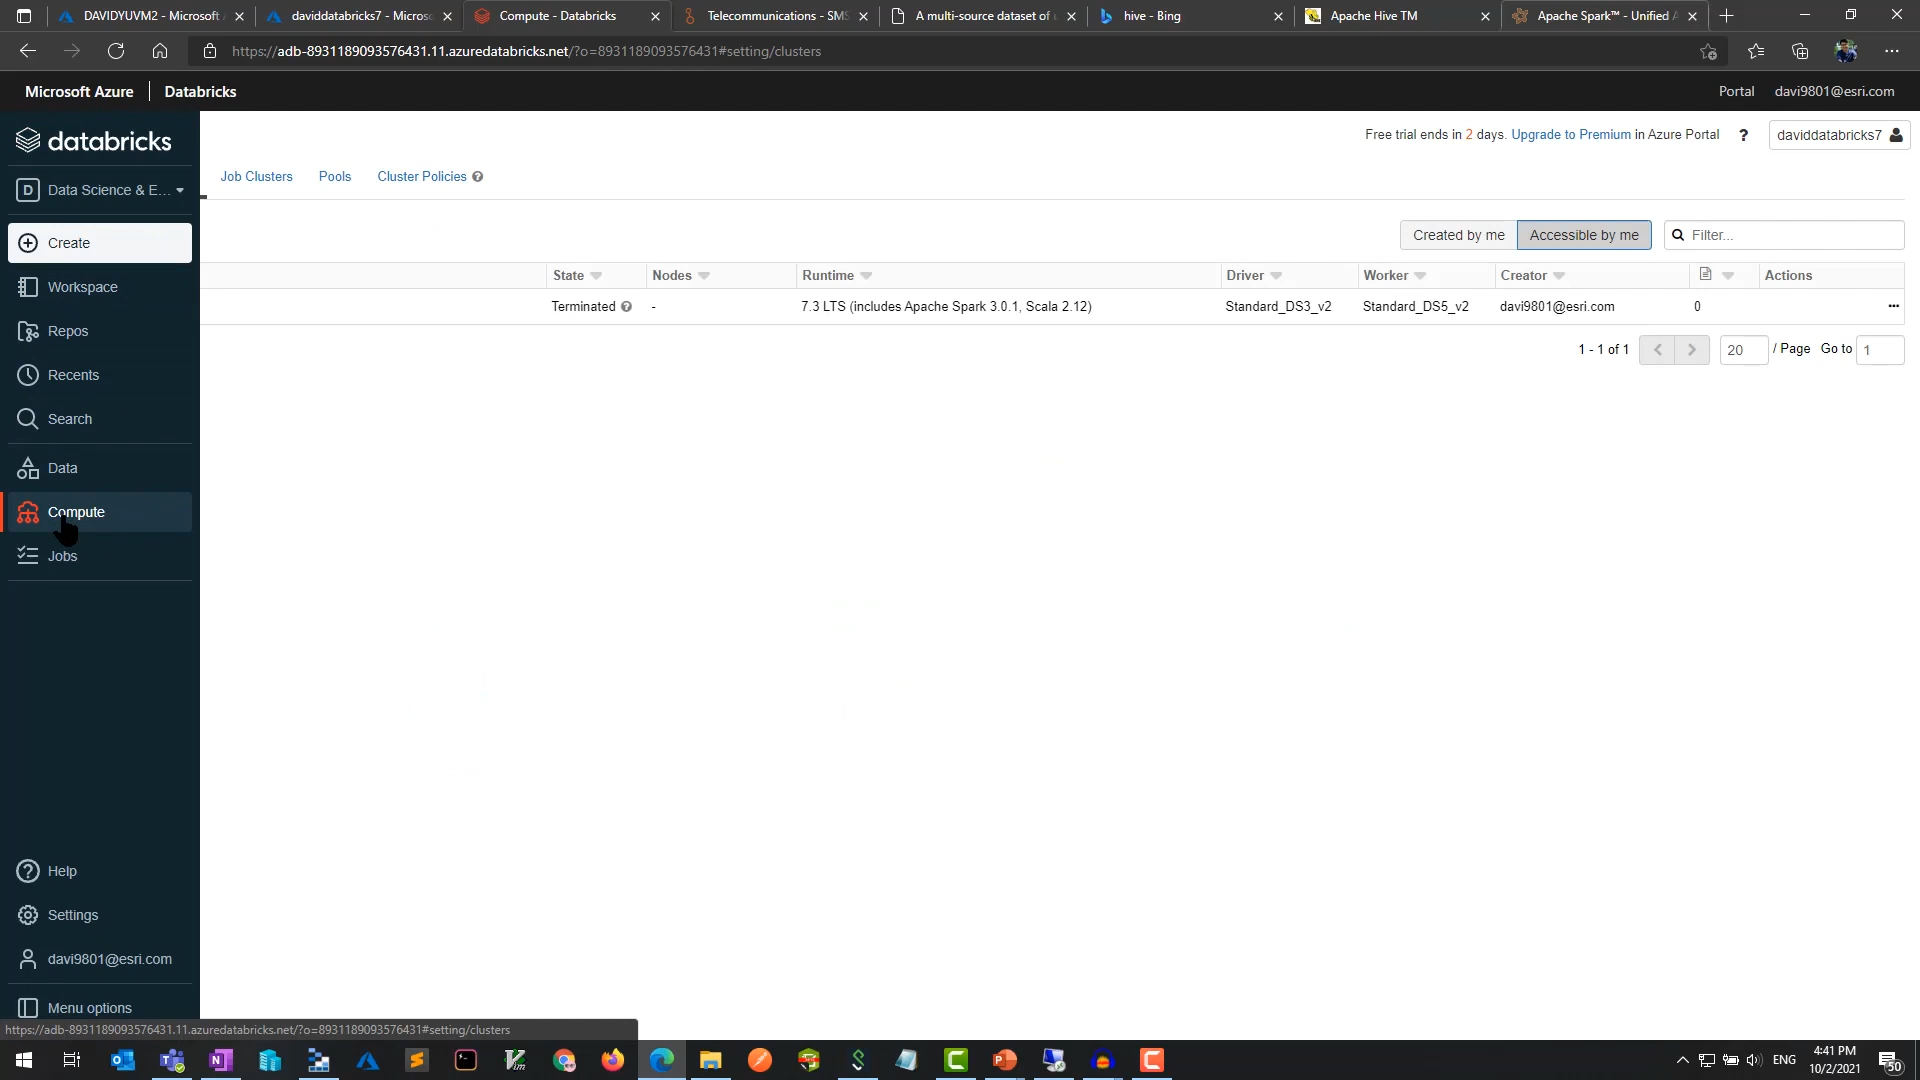 DAVIDYUVM2 - Microsoft
daviddatabricks7 - Micros
Compute - Databricks
Telecommunications - SMS
A multi-source dataset of
hive - Bing
Apache Hive TM
Apache Spark™ - Unified
https://adb-8931189093576431.11.azuredatabricks.net/?o=8931189093576431#setting/clusters
Microsoft Azure | Databricks
Portal davi9801@esri.com
databricks
Free trial ends in 2 days. Upgrade to Premium in Azure Portal ? daviddatabricks7
Job Clusters Pools Cluster Policies ?
D Data Science & E...
Created by me Accessible by me Filter...
Create
State Nodes Runtime Driver Worker Creator Actions
Workspace
Terminated ? - 7.3 LTS (includes Apache Spark 3.0.1, Scala 2.12) Standard_DS3_v2 Standard_DS5_v2 davi9801@esri.com 0 ...
Repos
1 - 1 of 1 < > 20 / Page Go to 1
Recents
Search
Data
Compute
Jobs
Help
Settings
davi9801@esri.com
Menu options
https://adb-8931189093576431.11.azuredatabricks.net/?o=8931189093576431#setting/clusters
ENG
4:41 PM
10/2/2021
50